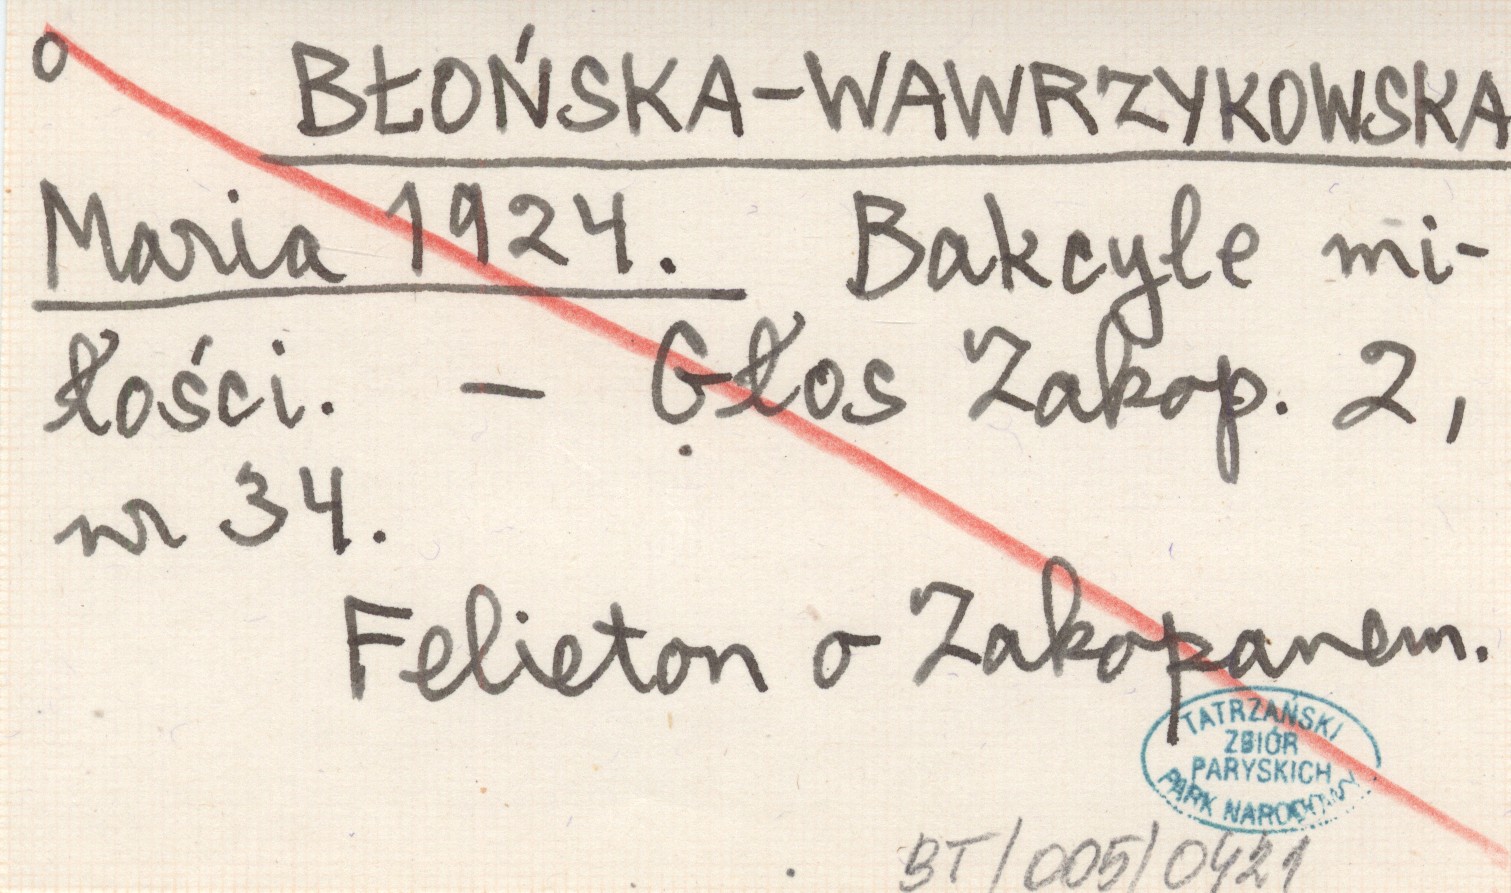 o BŁOŃSKA-WAWRZYKOWSKA
Maria 1924. Bakcyle mi-
łości. – Głos Zakop. 2,
nr 34.
Felieton o Zakopanem.
TATRZAŃSKI
ZBIÓR
PARYSKICH
PARK NARODOWY
BT/005/0421